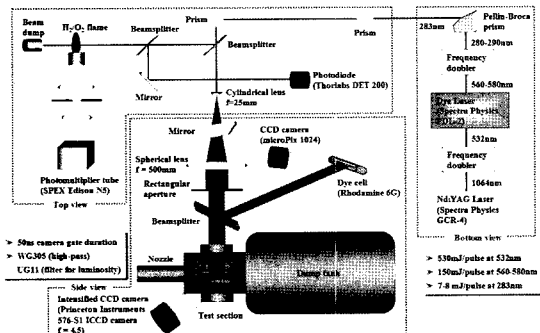 Beam dump
H₂/O₂ flame
Beamsplitter
Prism
Beamsplitter
Prism
283nm
Pellin-Broca prism
280-290nm
Frequency doubler
560-580nm
Dye Laser
(Spectra Physics
532nm
Frequency doubler
1064nm
Nd:YAG Laser
(Spectra Physics
GCR-4)
Bottom view
Photodiode
(Thorlabs DET 200)
Mirror
Cylindrical lens
f=25mm
Photomultiplier tube
(SPEX Edison N5)
Top view
Mirror
CCD camera
(microPix 1024)
Spherical lens
f = 500mm
Rectangular aperture
Dye cell
(Rhodamine 6G)
Beamsplitter
➢ 50ns camera gate duration
➢ WG305 (high-pass)
UG11 (filter for luminosity)
Nozzle
Dump tank
Side view
Test section
Intensified CCD camera
(Princeton Instruments
576-S1 ICCD camera
f = 4.5)
➢ 530mJ/pulse at 532nm
➢ 150mJ/pulse at 560-580nm
➢ 7-8 mJ/pulse at 283nm